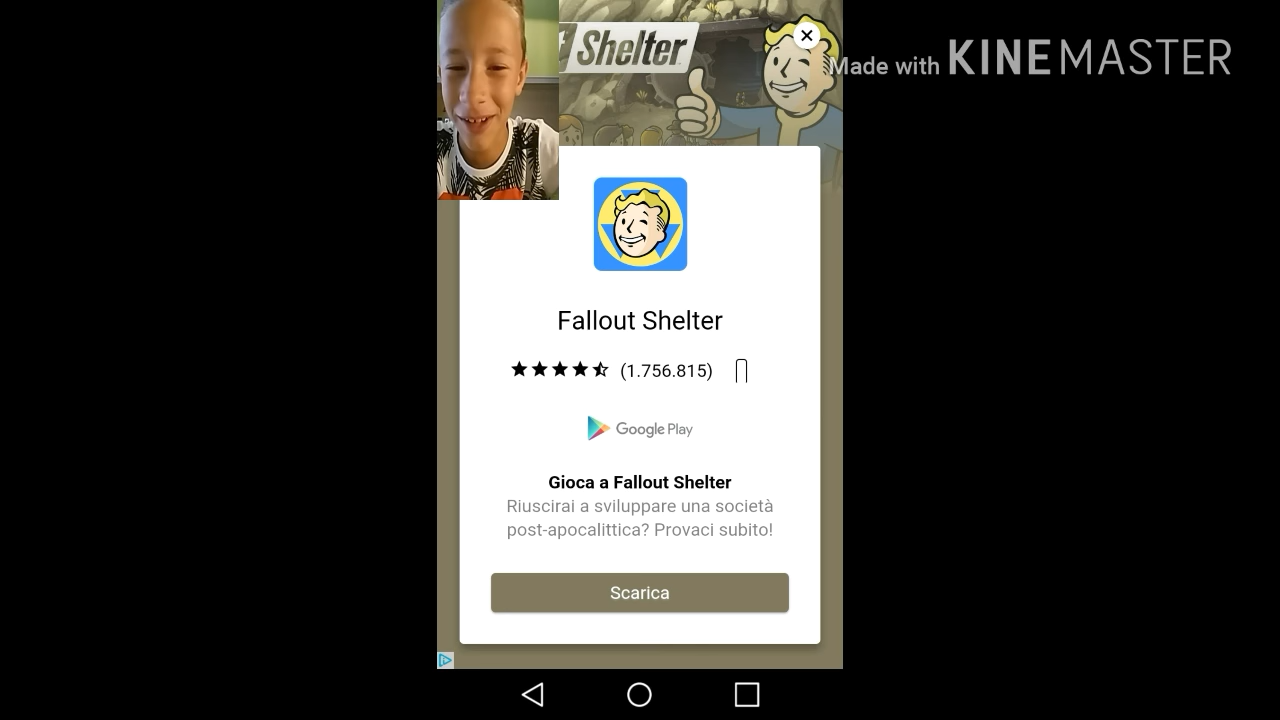 Shelter
Made with KINEMASTER
Fallout Shelter
(1.756.815)
Google Play
Gioca a Fallout Shelter
Riuscirai a sviluppare una società
post-apocalittica? Provaci subito!
Scarica